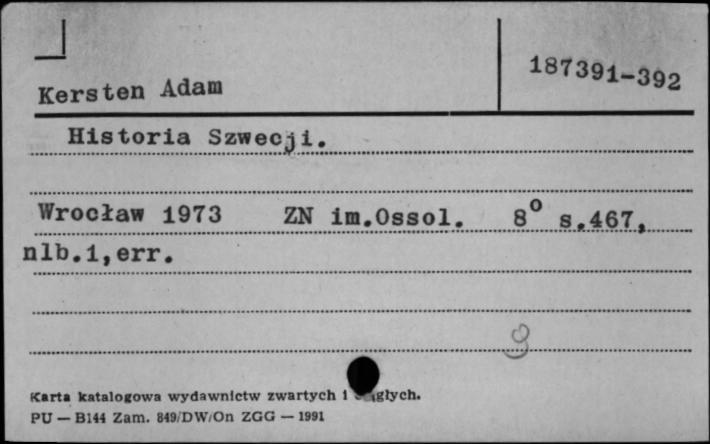 187391-392
Kersten Adam
Historia Szwecji.
Wrocław 1973 ZN im.Ossol. 8° s.467,
nlb.1,err.
Karta katalogowa wydawnictw zwartych i
PU — B144 Zam. 849/DW/On ZGG — 1991